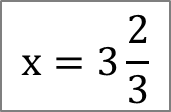 x = 3 2/3